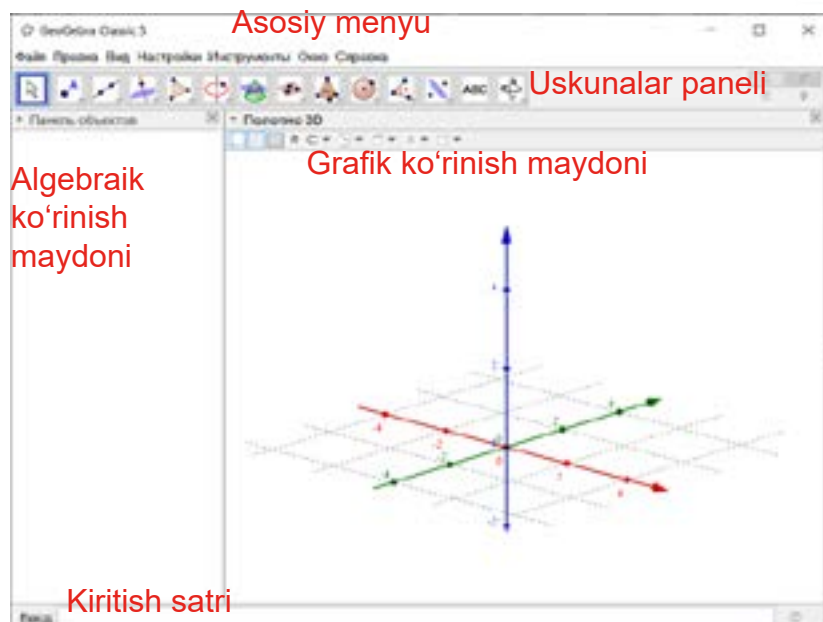 Asosiy menyu
GeoGebra Classic 5
Файл Правка Вид Настройки Инструменты Окно Справка
ABC
Uskunalar paneli
Панель объектов
Полотно 3D
Grafik ko‘rinish maydoni
Algebraik
ko‘rinish
maydoni
Kiritish satri
Ввод